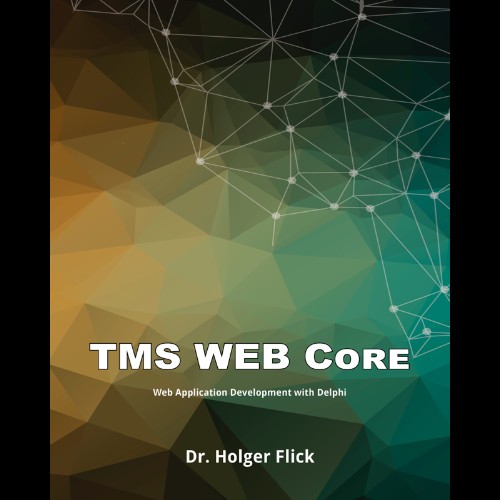 TMS WEB CORE
Web Application Development with Delphi
Dr. Holger Flick